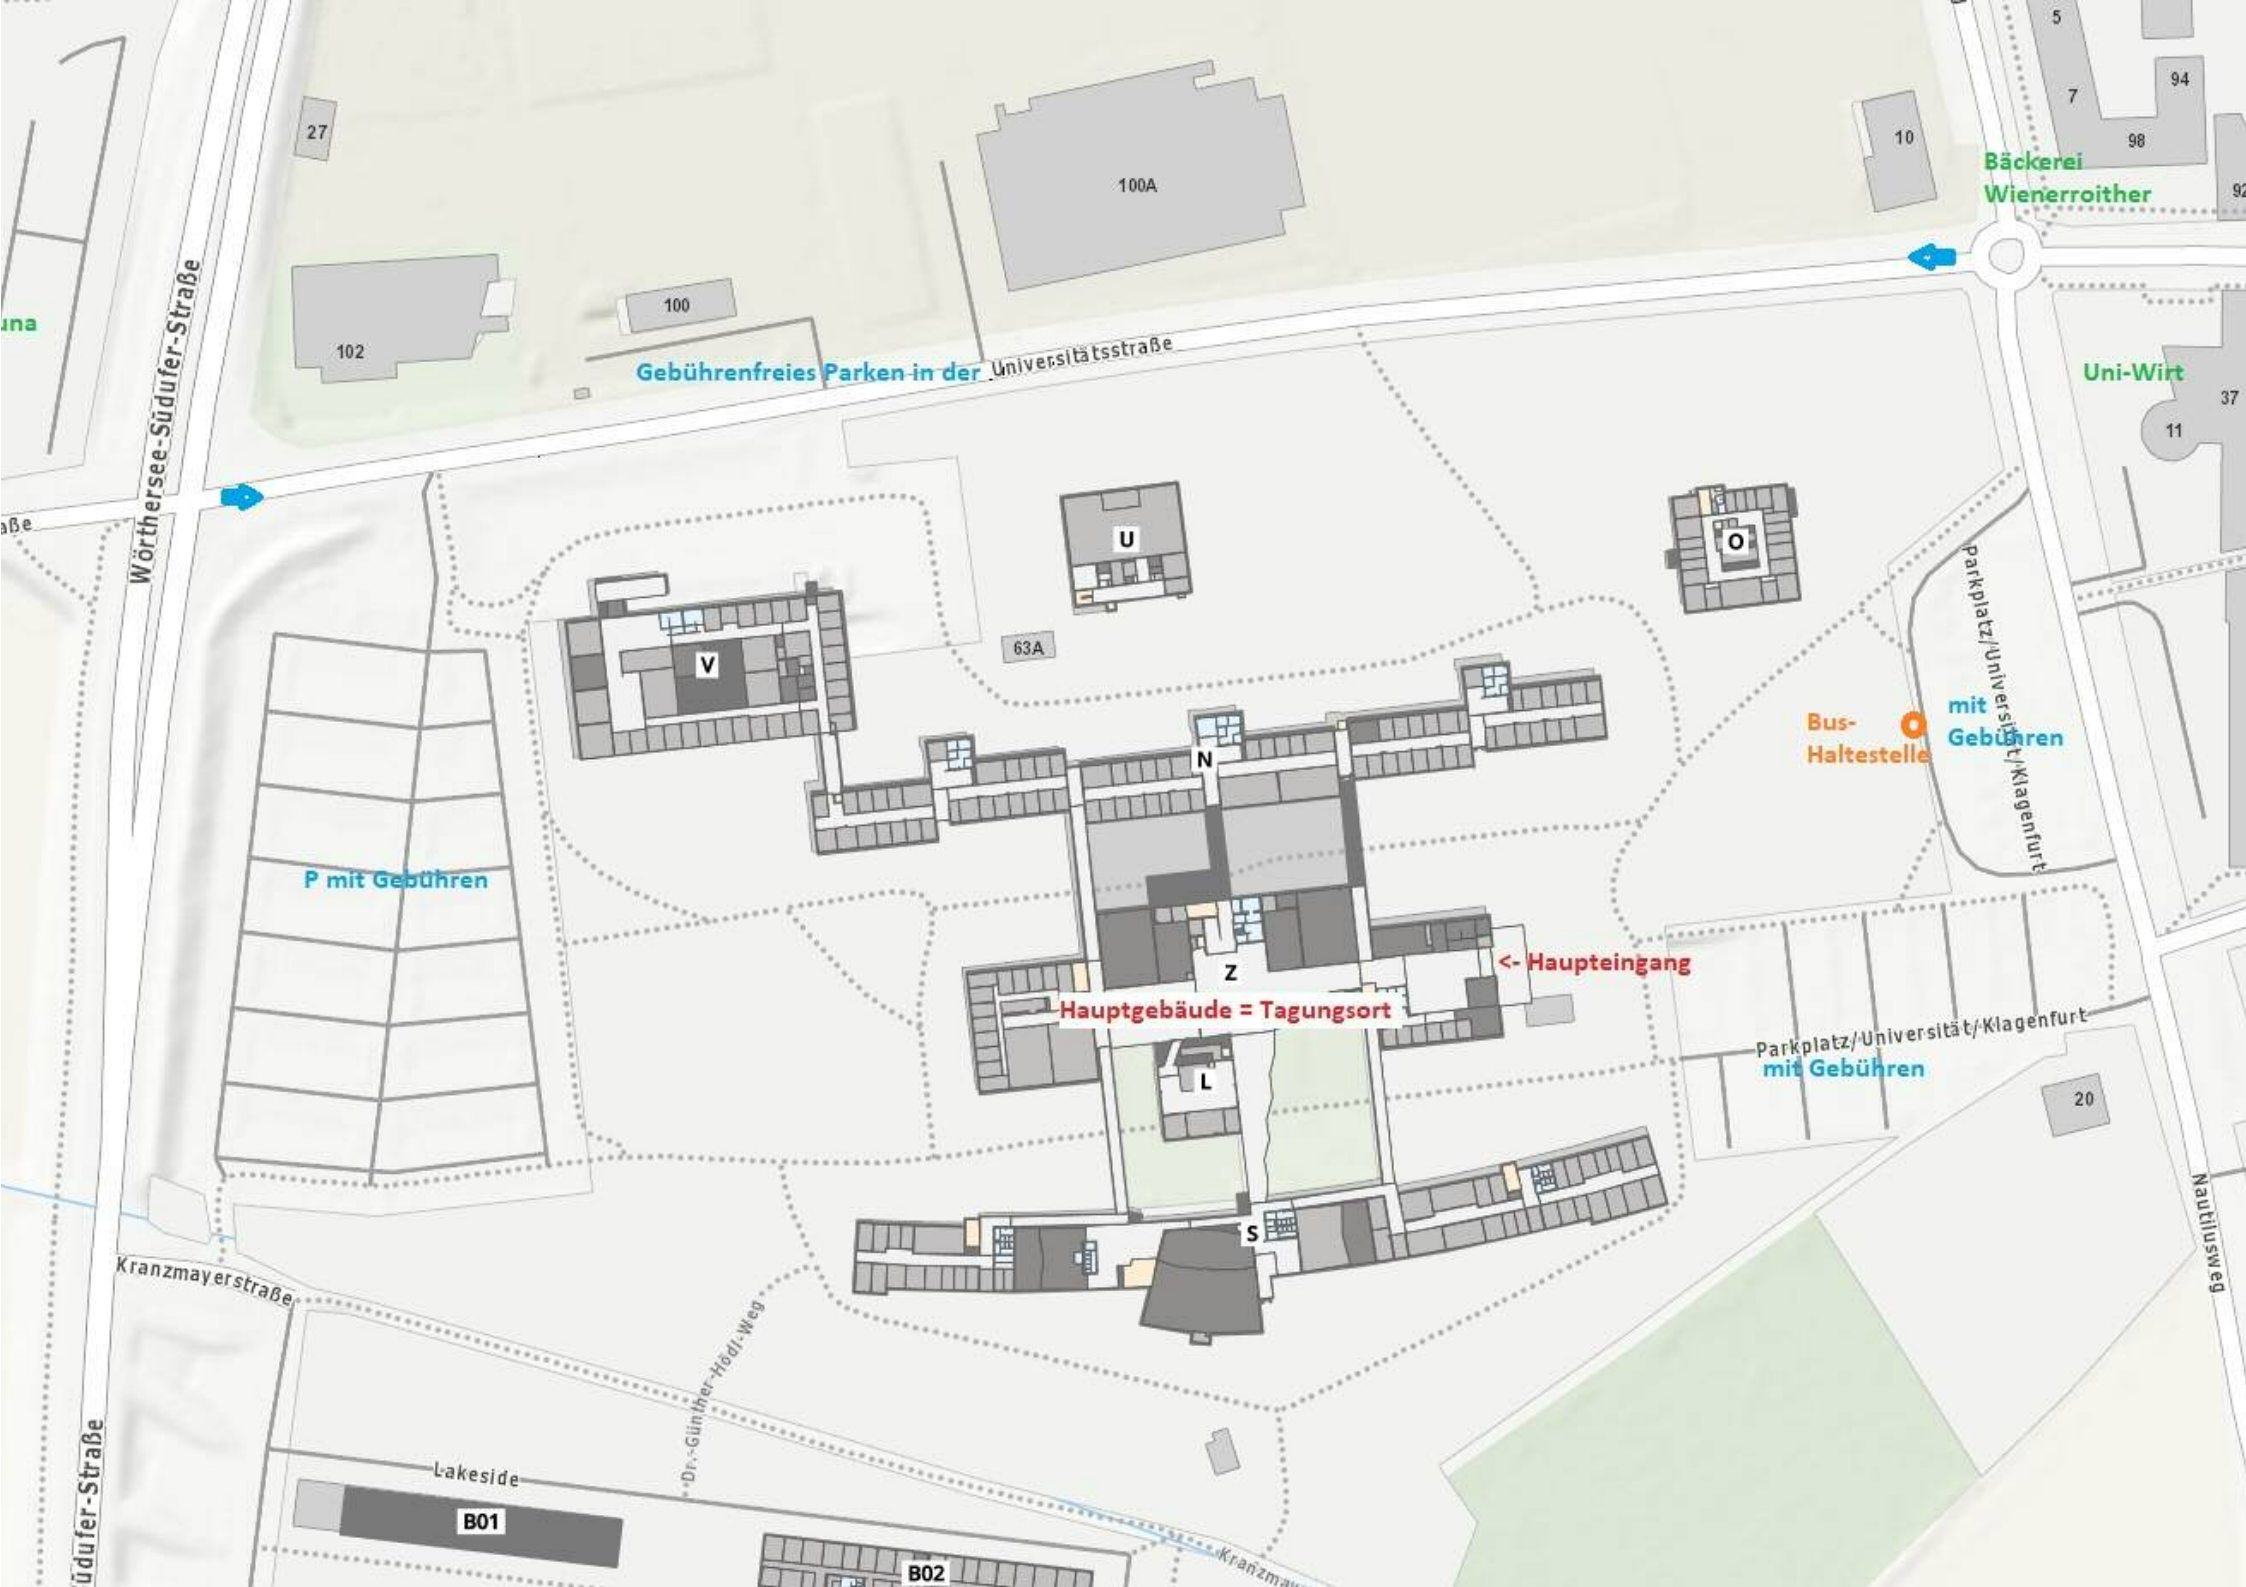 5
27
7
94
98
10
100A
Bäckerei
Wienerroither
92
100
102
Universitätsstraße
Gebührenfreies Parken in der
Uni-Wirt
37
11
Wörthersee-Südufer-Straße
U
O
63A
V
Parkplatz/Universität/Klagenfurt
mit
Gebühren
Bus-
Haltestelle
N
P mit Gebühren
Z
<- Haupteingang
Hauptgebäude = Tagungsort
Parkplatz/Universität/Klagenfurt
mit Gebühren
L
20
S
Nautilusweg
Kranzmayerstraße
Dr.-Günther-Hödl-Weg
Lakeside
B01
B02